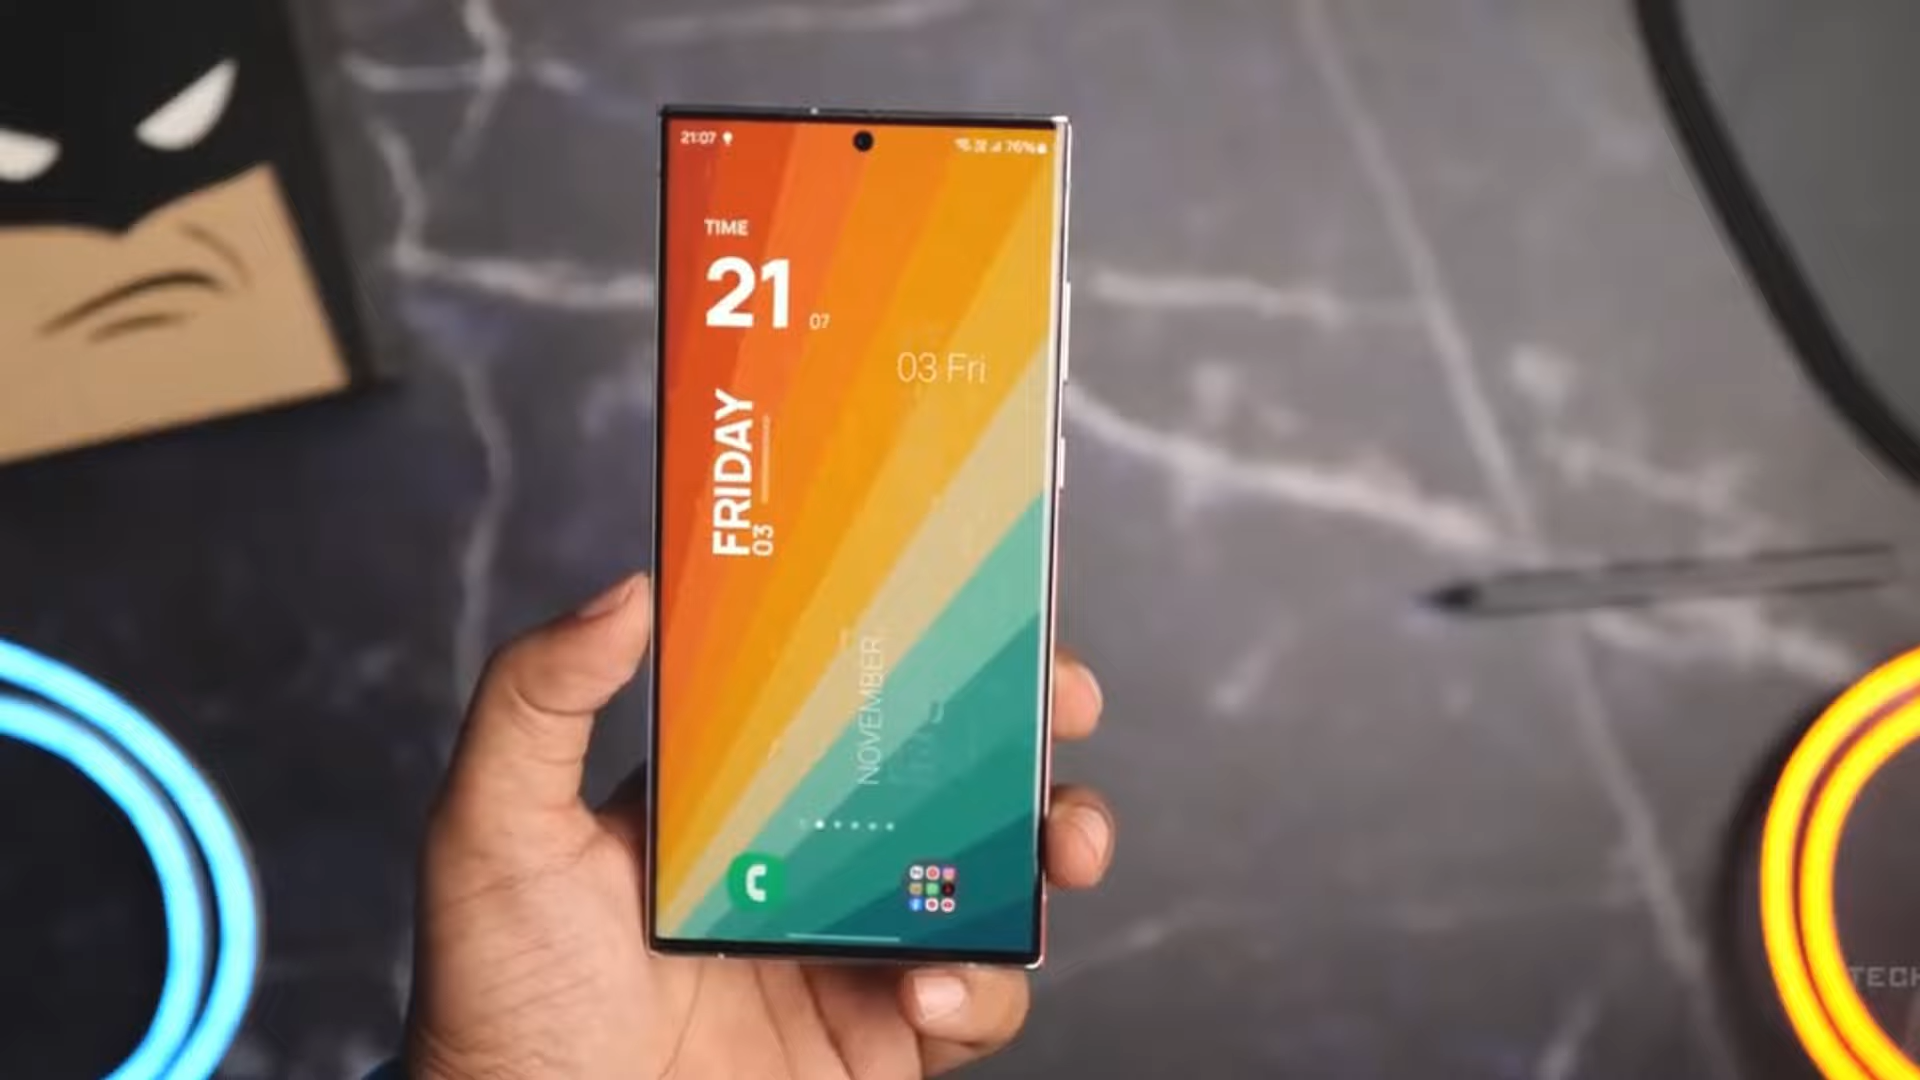 21:07
76%
TIME
21 07
03 Fri
FRIDAY
03
NOVEMBER
TECH